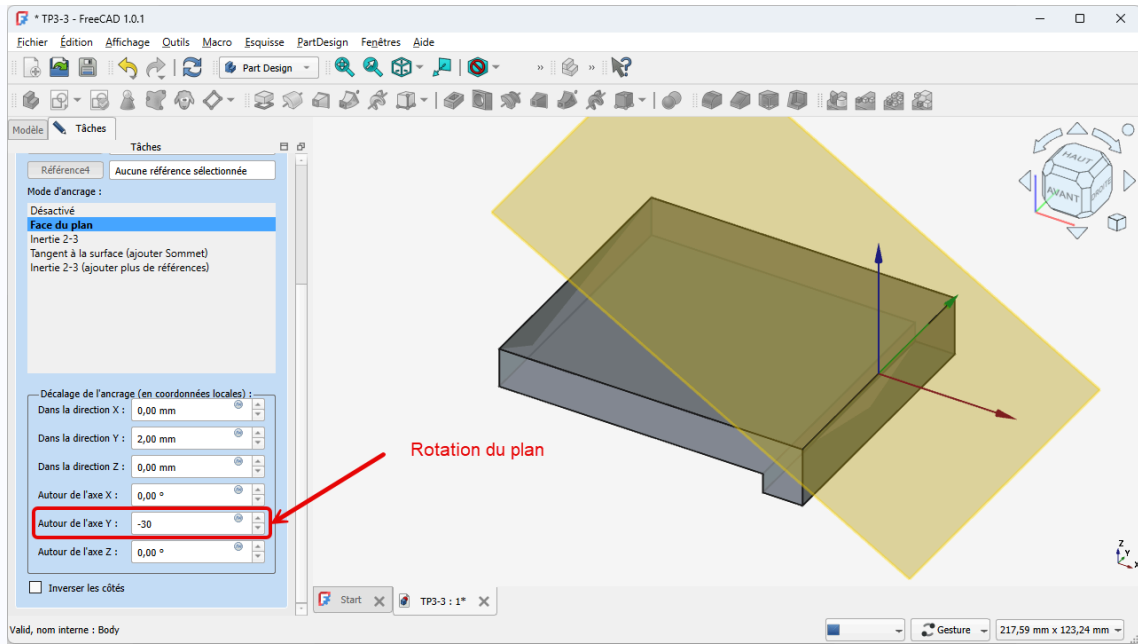 * TP3-3 - FreeCAD 1.0.1
Fichier Édition Affichage Outils Macro Esquisse PartDesign Fenêtres Aide
Part Design » »
Modèle Tâches
Tâches
Référence4 Aucune référence sélectionnée
Mode d'ancrage :
Désactivé
Face du plan
Inertie 2-3
Tangent à la surface (ajouter Sommet)
Inertie 2-3 (ajouter plus de références)
Décalage de l'ancrage (en coordonnées locales) :
Dans la direction X : 0,00 mm
Dans la direction Y : 2,00 mm
Dans la direction Z : 0,00 mm
Autour de l'axe X : 0,00 °
Autour de l'axe Y : -30
Autour de l'axe Z : 0,00 °
Inverser les côtés
Rotation du plan
HAUT
AVANT
DROITE
Z
Y
X
Start TP3-3 : 1*
Valid, nom interne : Body
Gesture 217,59 mm x 123,24 mm